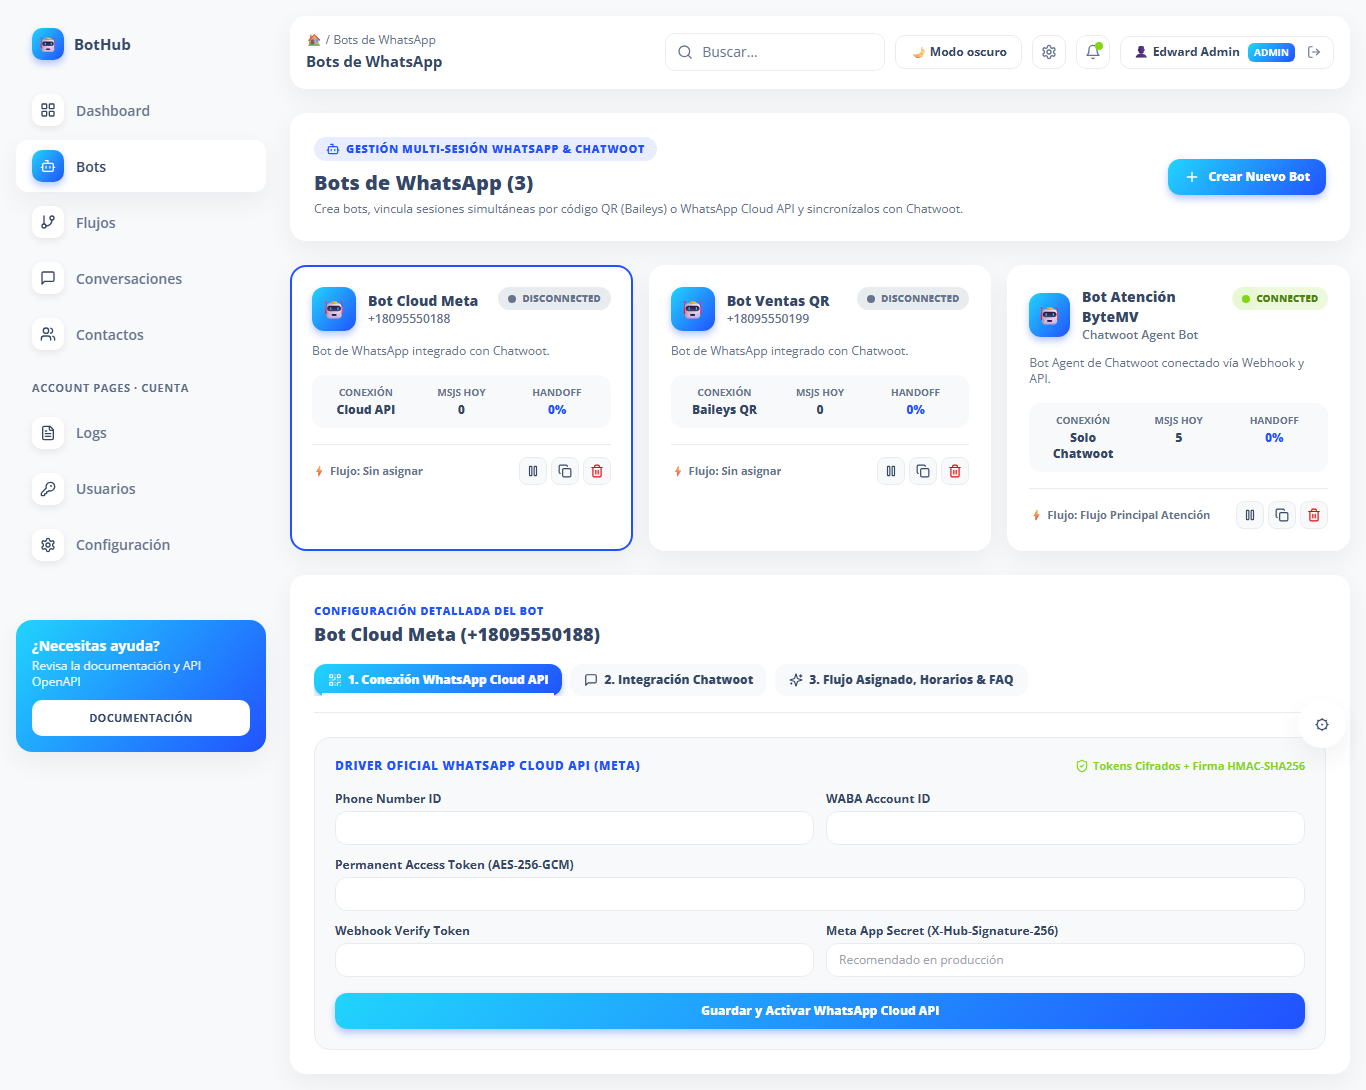 BotHub
Dashboard
Bots
Flujos
Conversaciones
Contactos
ACCOUNT PAGES · CUENTA
Logs
Usuarios
Configuración
¿Necesitas ayuda?
Revisa la documentación y API
OpenAPI
DOCUMENTACIÓN
/ Bots de WhatsApp
Bots de WhatsApp
Buscar...
Modo oscuro
Edward Admin ADMIN
GESTIÓN MULTI-SESIÓN WHATSAPP & CHATWOOT
Bots de WhatsApp (3)
Crea bots, vincula sesiones simultáneas por código QR (Baileys) o WhatsApp Cloud API y sincronízalos con Chatwoot.
Crear Nuevo Bot
Bot Cloud Meta
+18095550188
DISCONNECTED
Bot de WhatsApp integrado con Chatwoot.
CONEXIÓN MSJS HOY HANDOFF
Cloud API 0 0%
Flujo: Sin asignar
Bot Ventas QR
+18095550199
DISCONNECTED
Bot de WhatsApp integrado con Chatwoot.
CONEXIÓN MSJS HOY HANDOFF
Baileys QR 0 0%
Flujo: Sin asignar
Bot Atención
ByteMV
Chatwoot Agent Bot
CONNECTED
Bot Agent de Chatwoot conectado vía Webhook y
API.
CONEXIÓN MSJS HOY HANDOFF
Solo 5 0%
Chatwoot
Flujo: Flujo Principal Atención
CONFIGURACIÓN DETALLADA DEL BOT
Bot Cloud Meta (+18095550188)
1. Conexión WhatsApp Cloud API
2. Integración Chatwoot
3. Flujo Asignado, Horarios & FAQ
DRIVER OFICIAL WHATSAPP CLOUD API (META)
Tokens Cifrados + Firma HMAC-SHA256
Phone Number ID
WABA Account ID
Permanent Access Token (AES-256-GCM)
Webhook Verify Token
Meta App Secret (X-Hub-Signature-256)
Recomendado en producción
Guardar y Activar WhatsApp Cloud API